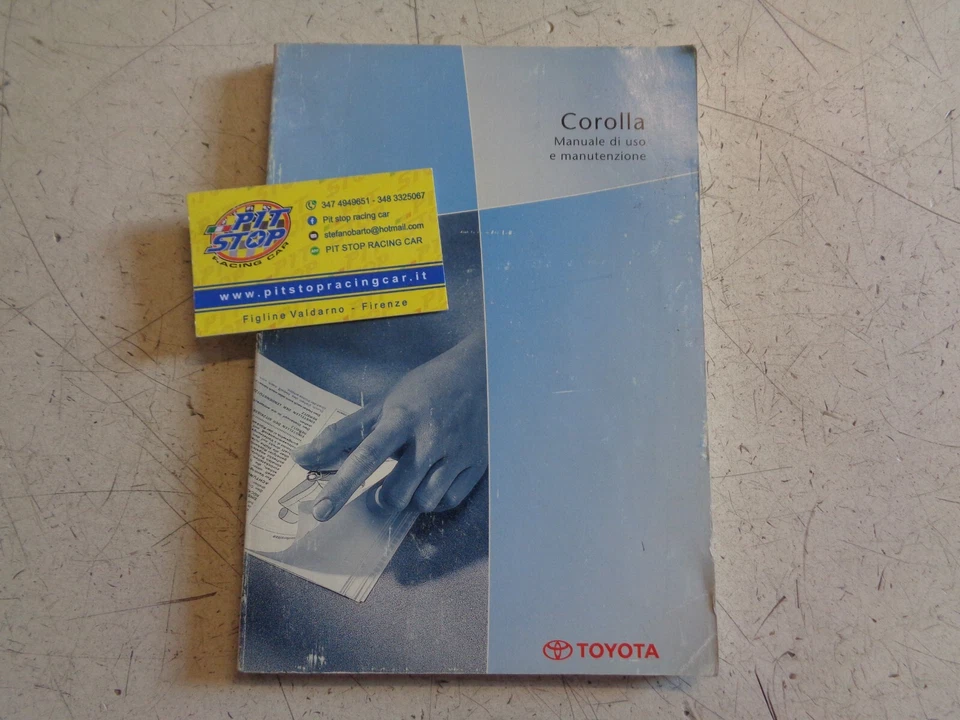 Corolla
Manuale di uso
e manutenzione
PIT
STOP
RACING CAR
347 4949651 - 348 3325067
Pit stop racing car
stefanobarto@hotmail.com
PIT STOP RACING CAR
www.pitstopracingcar.it
Figline Valdarno - Firenze
TOYOTA